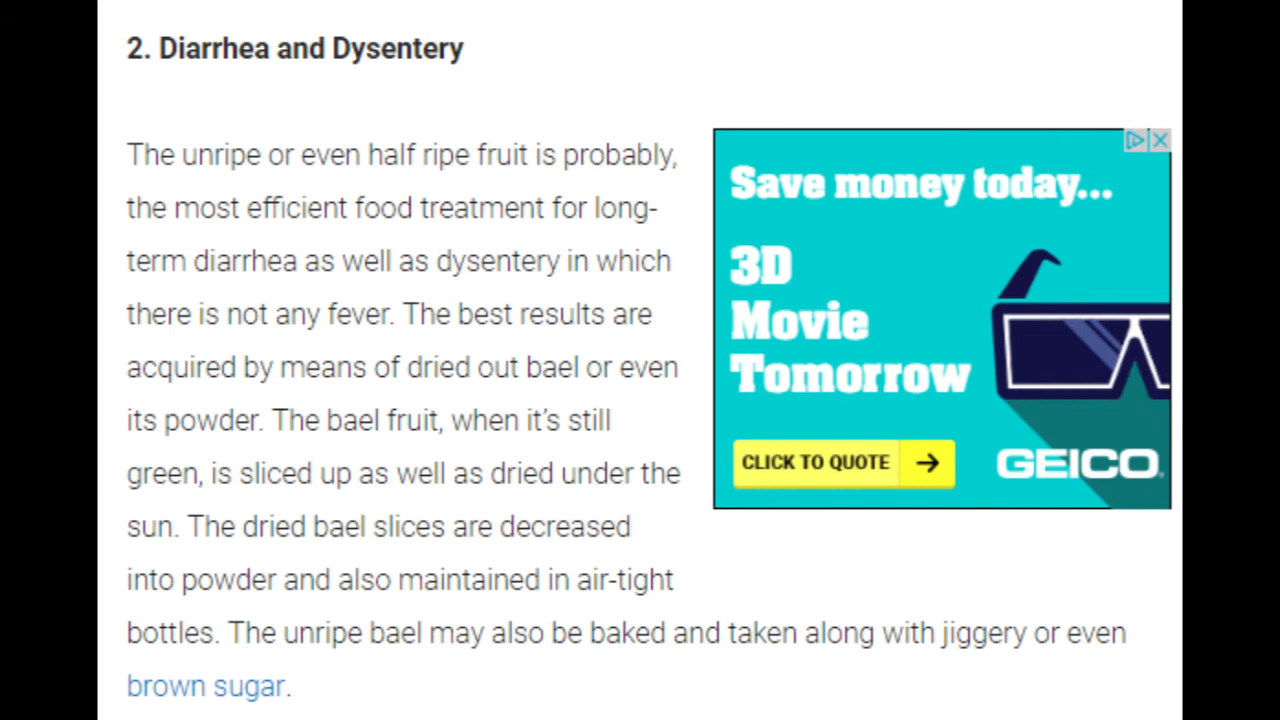 2. Diarrhea and Dysentery
The unripe or even half ripe fruit is probably,
the most efficient food treatment for long-
term diarrhea as well as dysentery in which
there is not any fever. The best results are
acquired by means of dried out bael or even
its powder. The bael fruit, when it’s still
green, is sliced up as well as dried under the
sun. The dried bael slices are decreased
into powder and also maintained in air-tight
bottles. The unripe bael may also be baked and taken along with jiggery or even
brown sugar.
Save money today...
3D
Movie
Tomorrow
CLICK TO QUOTE
GEICO